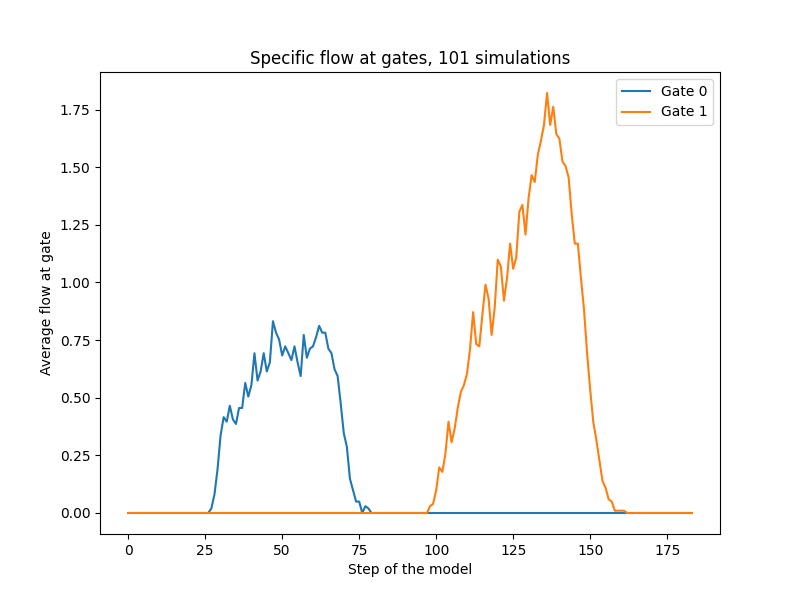 Specific flow at gates, 101 simulations
Gate 0
Gate 1
Average flow at gate
1.75
1.50
1.25
1.00
0.75
0.50
0.25
0.00
0 25 50 75 100 125 150 175
Step of the model